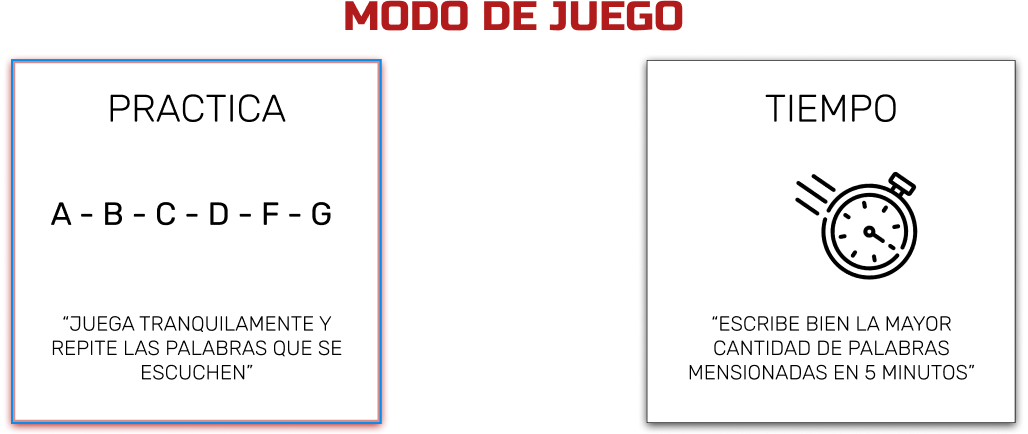 MODO DE JUEGO
PRACTICA
A - B - C - D - F - G
“JUEGA TRANQUILAMENTE Y
REPITE LAS PALABRAS QUE SE
ESCUCHEN”
TIEMPO
“ESCRIBE BIEN LA MAYOR
CANTIDAD DE PALABRAS
MENSIONADAS EN 5 MINUTOS”